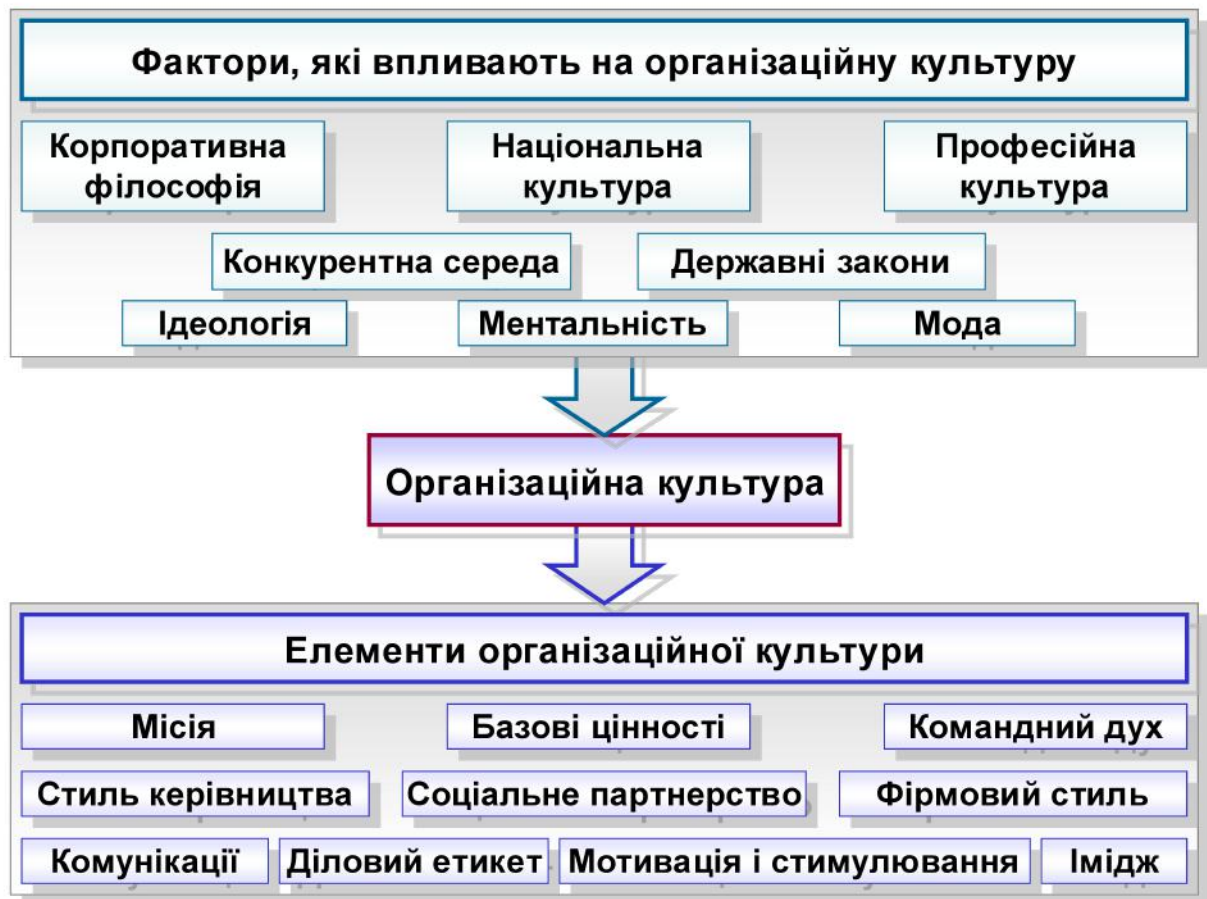 Фактори, які впливають на організаційну культуру
Корпоративна
філософія
Національна
культура
Професійна
культура
Конкурентна середа
Державні закони
Ідеологія
Ментальність
Мода
Організаційна культура
Елементи організаційної культури
Місія
Базові цінності
Командний дух
Стиль керівництва
Соціальне партнерство
Фірмовий стиль
Комунікації
Діловий етикет
Мотивація і стимулювання
Імідж